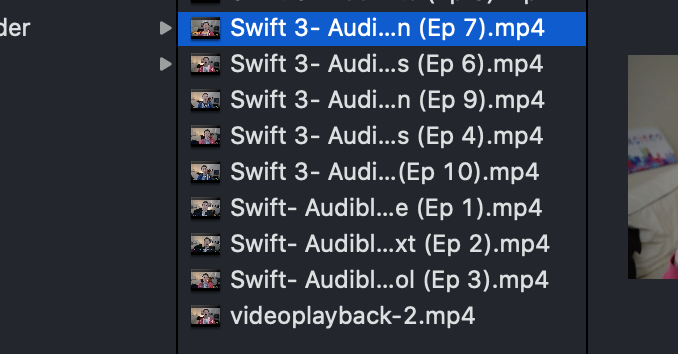 der
Swift 3- Audi...n (Ep 7).mp4
Swift 3- Audi...s (Ep 6).mp4
Swift 3- Audi...n (Ep 9).mp4
Swift 3- Audi...s (Ep 4).mp4
Swift 3- Audi...(Ep 10).mp4
Swift- Audibl...e (Ep 1).mp4
Swift- Audibl...xt (Ep 2).mp4
Swift- Audibl...ol (Ep 3).mp4
videoplayback-2.mp4